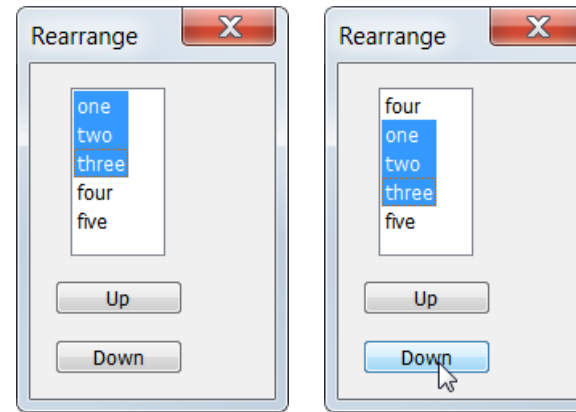 Rearrange
one
two
three
four
five
Up
Down
Rearrange
four
one
two
three
five
Up
Down